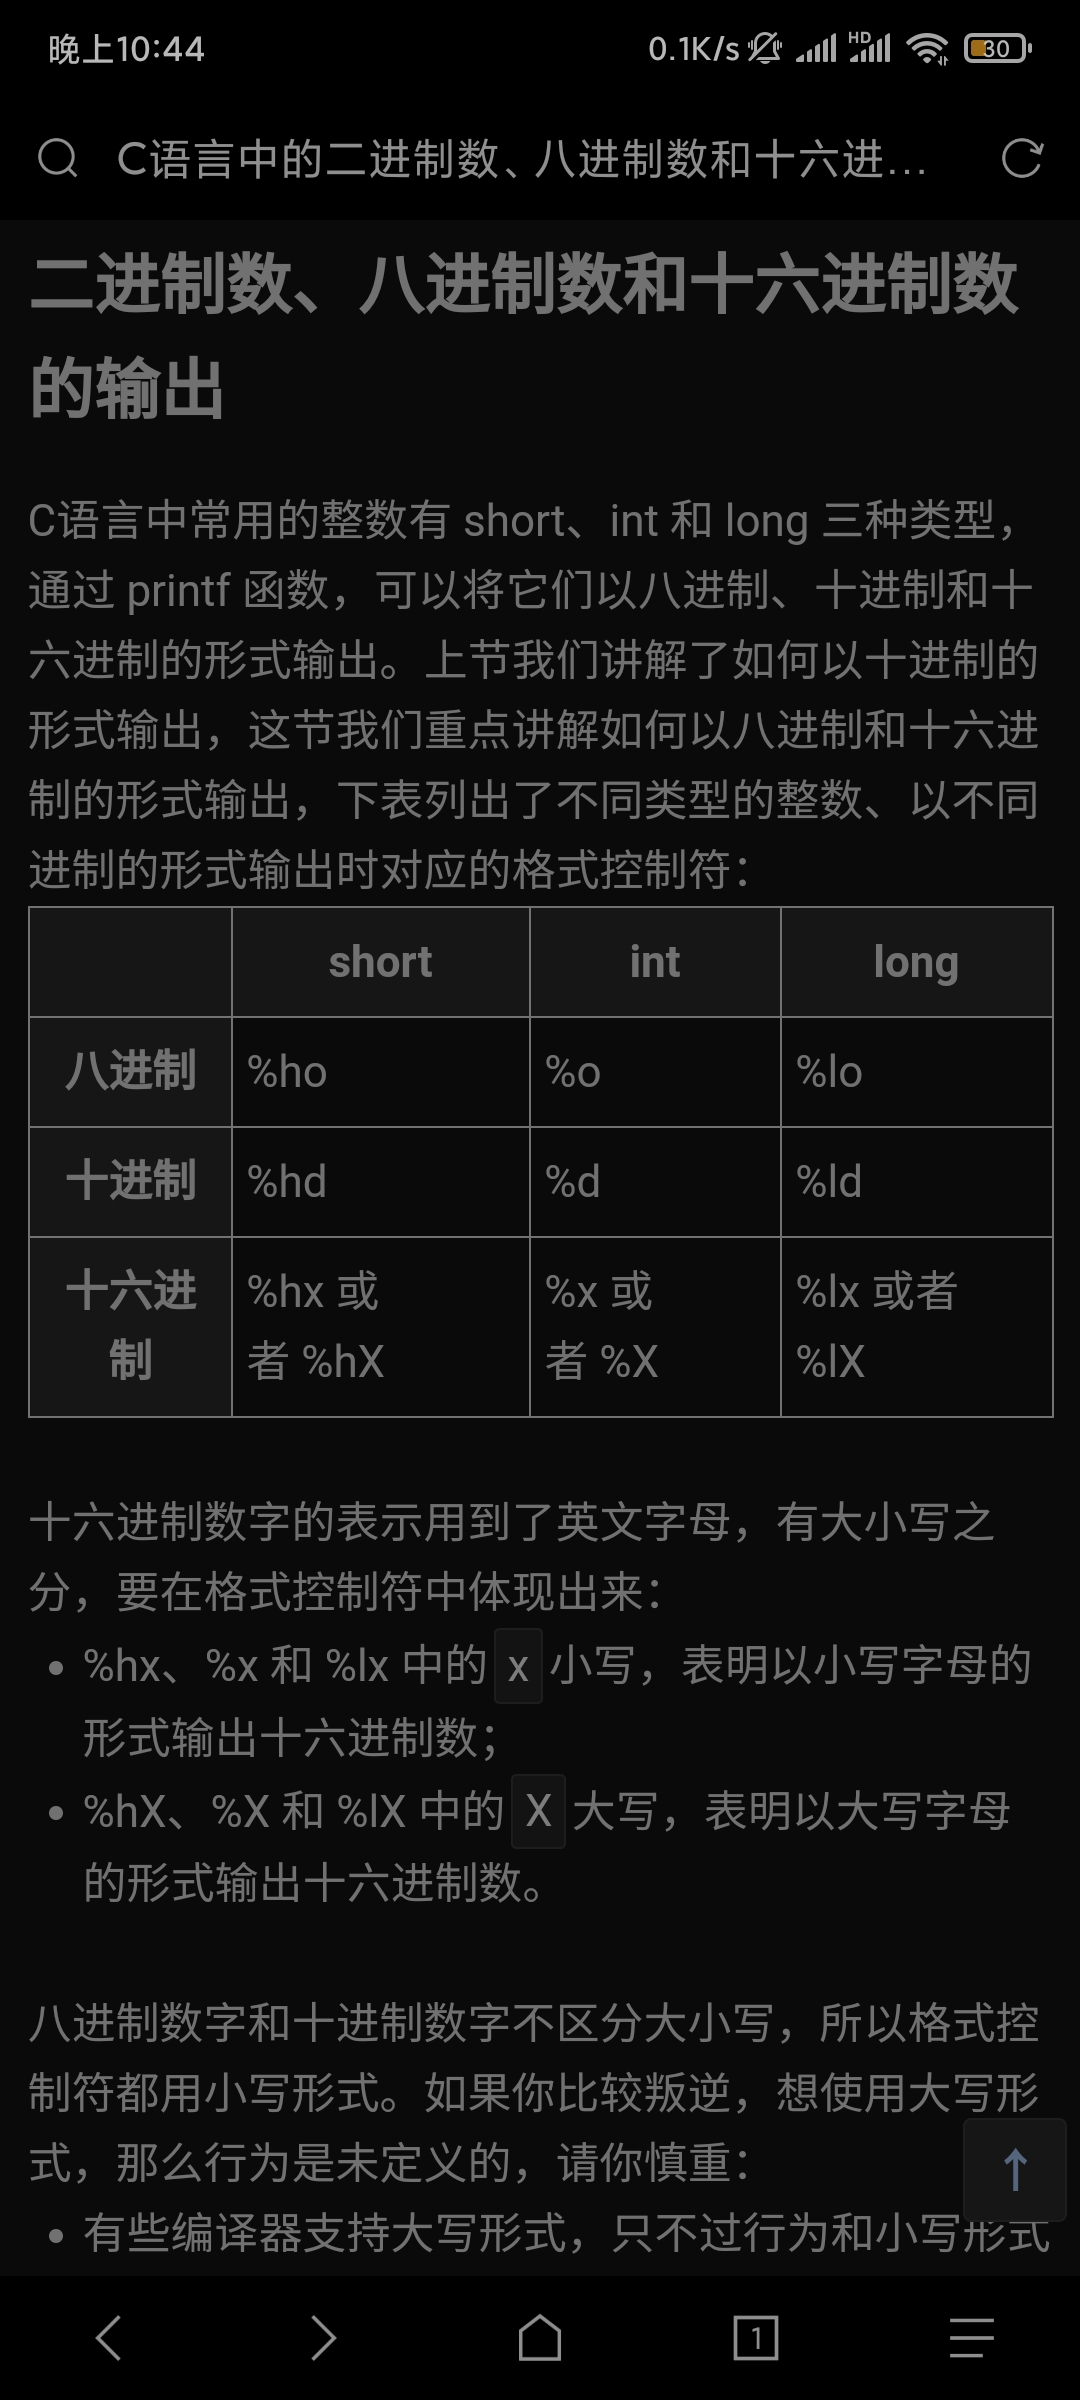 晚上10:44
0.1K/s HD 30
C语言中的二进制数、八进制数和十六进...
二进制数、八进制数和十六进制数
的输出
C语言中常用的整数有 short、int 和 long 三种类型，
通过 printf 函数，可以将它们以八进制、十进制和十
六进制的形式输出。上节我们讲解了如何以十进制的
形式输出，这节我们重点讲解如何以八进制和十六进
制的形式输出，下表列出了不同类型的整数、以不同
进制的形式输出时对应的格式控制符：
short int long
八进制 %ho %o %lo
十进制 %hd %d %ld
十六进 %hx 或 %x 或 %lx 或者
制 者 %hX 者 %X %lX
十六进制数字的表示用到了英文字母，有大小写之
分，要在格式控制符中体现出来：
• %hx、%x 和 %lx 中的 x 小写，表明以小写字母的
形式输出十六进制数；
• %hX、%X 和 %lX 中的 X 大写，表明以大写字母
的形式输出十六进制数。
八进制数字和十进制数字不区分大小写，所以格式控
制符都用小写形式。如果你比较叛逆，想使用大写形
式，那么行为是未定义的，请你慎重：
• 有些编译器支持大写形式，只不过行为和小写形式
1